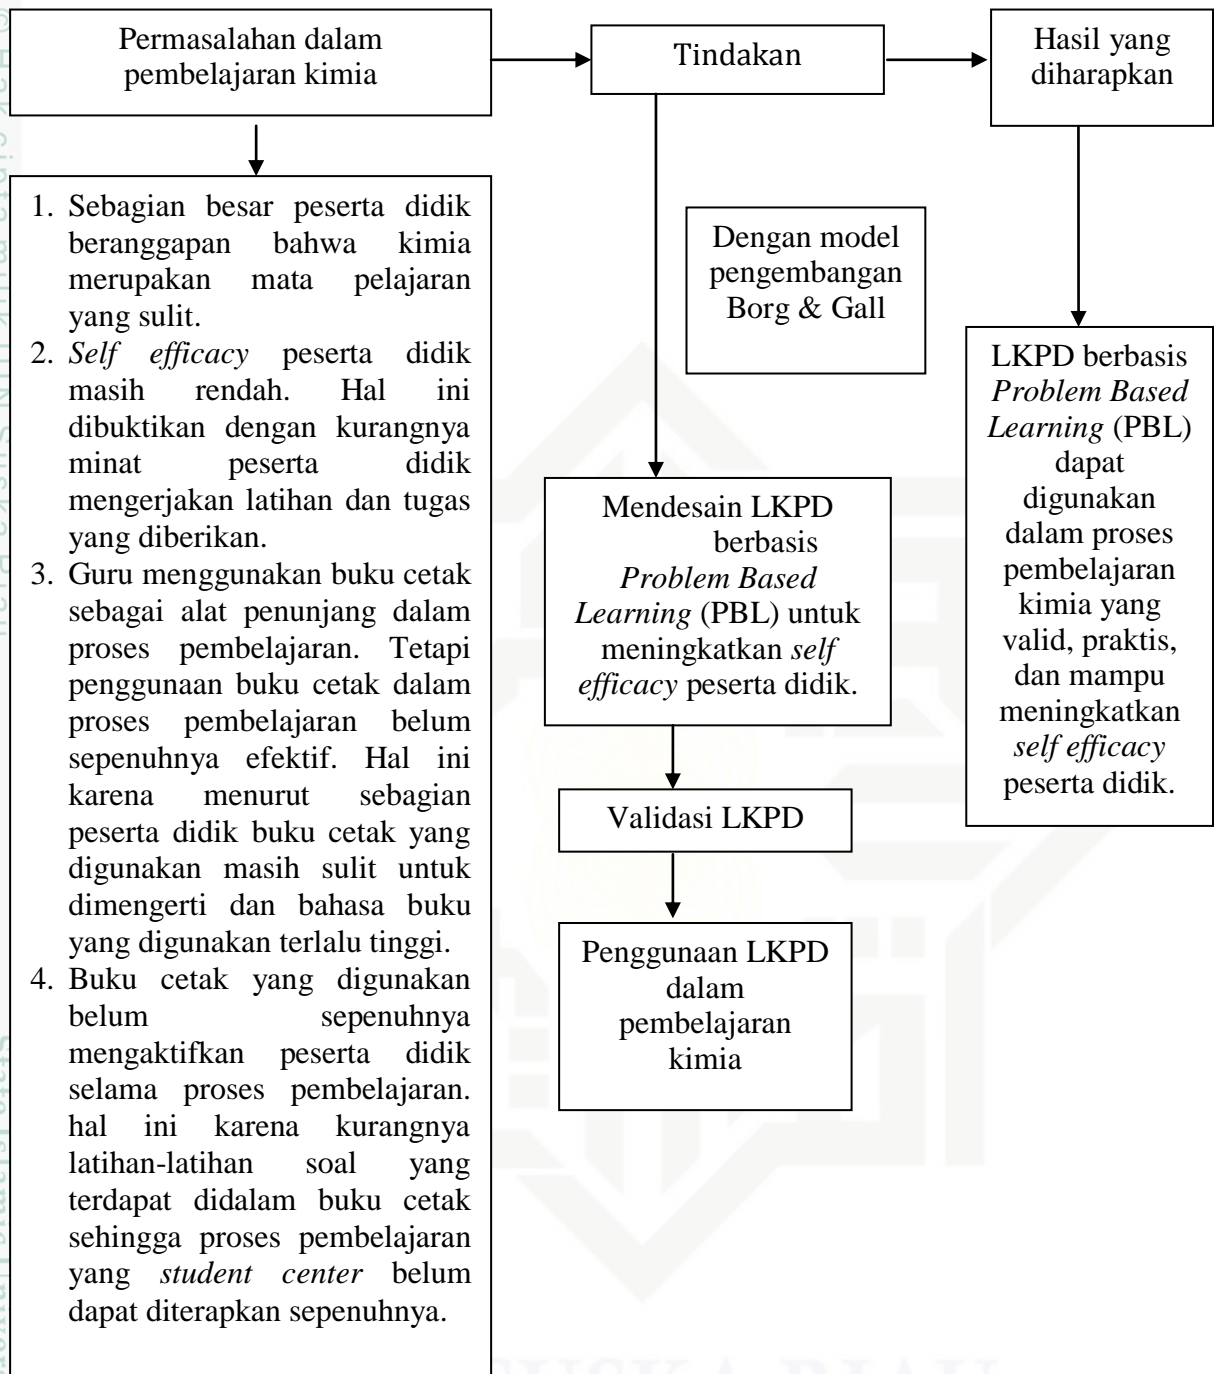 Permasalahan dalam
pembelajaran kimia
Tindakan
Hasil yang
diharapkan
1. Sebagian besar peserta didik
beranggapan bahwa kimia
merupakan mata pelajaran
yang sulit.
2. Self efficacy peserta didik
masih rendah. Hal ini
dibuktikan dengan kurangnya
minat peserta didik
mengerjakan latihan dan tugas
yang diberikan.
3. Guru menggunakan buku cetak
sebagai alat penunjang dalam
proses pembelajaran. Tetapi
penggunaan buku cetak dalam
proses pembelajaran belum
sepenuhnya efektif. Hal ini
karena menurut sebagian
peserta didik buku cetak yang
digunakan masih sulit untuk
dimengerti dan bahasa buku
yang digunakan terlalu tinggi.
4. Buku cetak yang digunakan
belum sepenuhnya
mengaktifkan peserta didik
selama proses pembelajaran.
hal ini karena kurangnya
latihan-latihan soal yang
terdapat didalam buku cetak
sehingga proses pembelajaran
yang student center belum
dapat diterapkan sepenuhnya.
Dengan model
pengembangan
Borg & Gall
Mendesain LKPD
berbasis
Problem Based
Learning (PBL) untuk
meningkatkan self
efficacy peserta didik.
Validasi LKPD
Penggunaan LKPD
dalam
pembelajaran
kimia
LKPD berbasis
Problem Based
Learning (PBL)
dapat
digunakan
dalam proses
pembelajaran
kimia yang
valid, praktis,
dan mampu
meningkatkan
self efficacy
peserta didik.